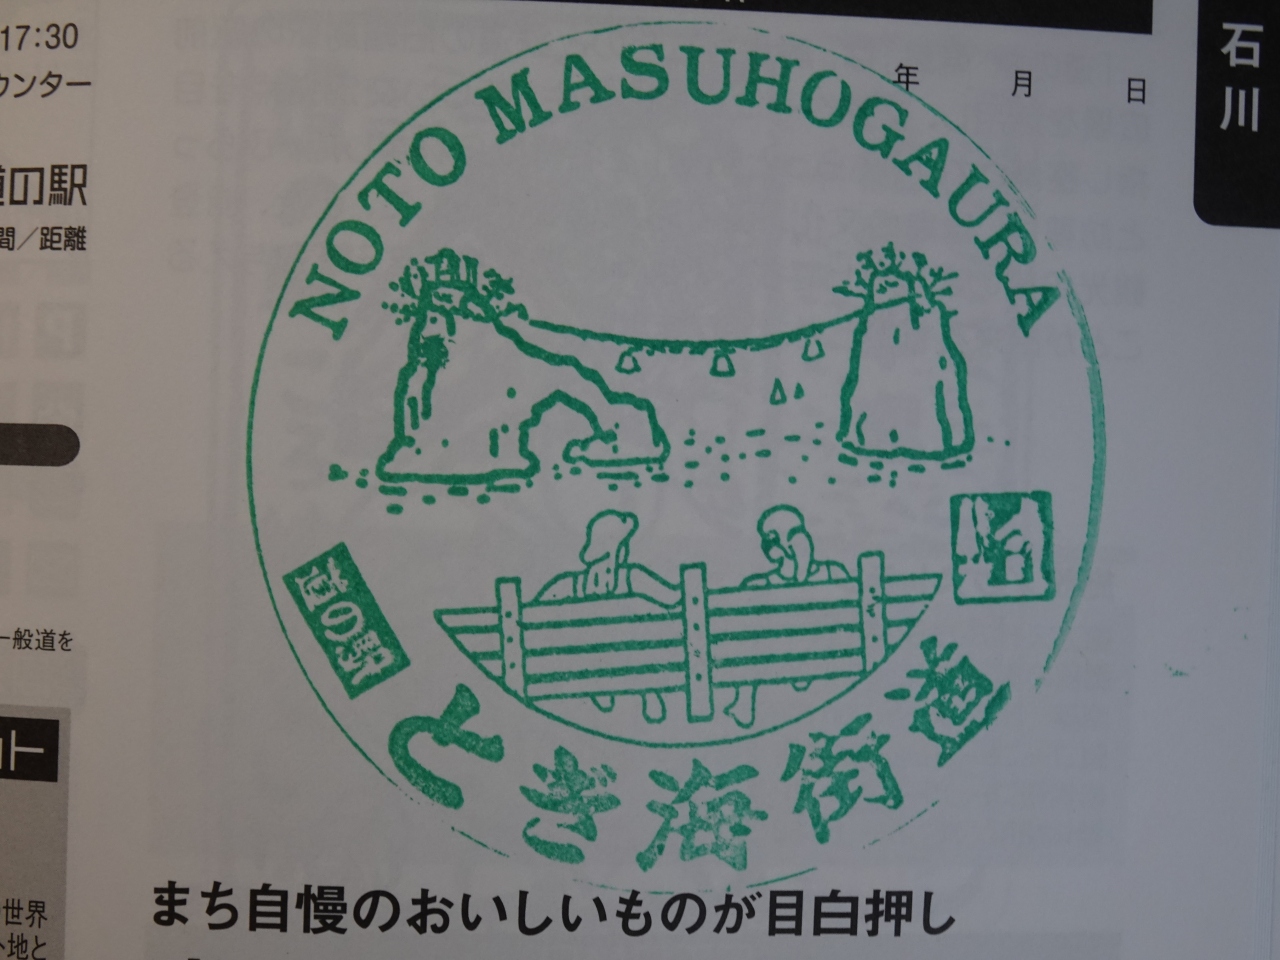 17:30
ウンター
道の駅
間／距離
一般道を
世界
地と
石川
年 月 日
NOTO MASUHOGAURA
道の駅
とぎ海街道
まち自慢のおいしいものが目白押し